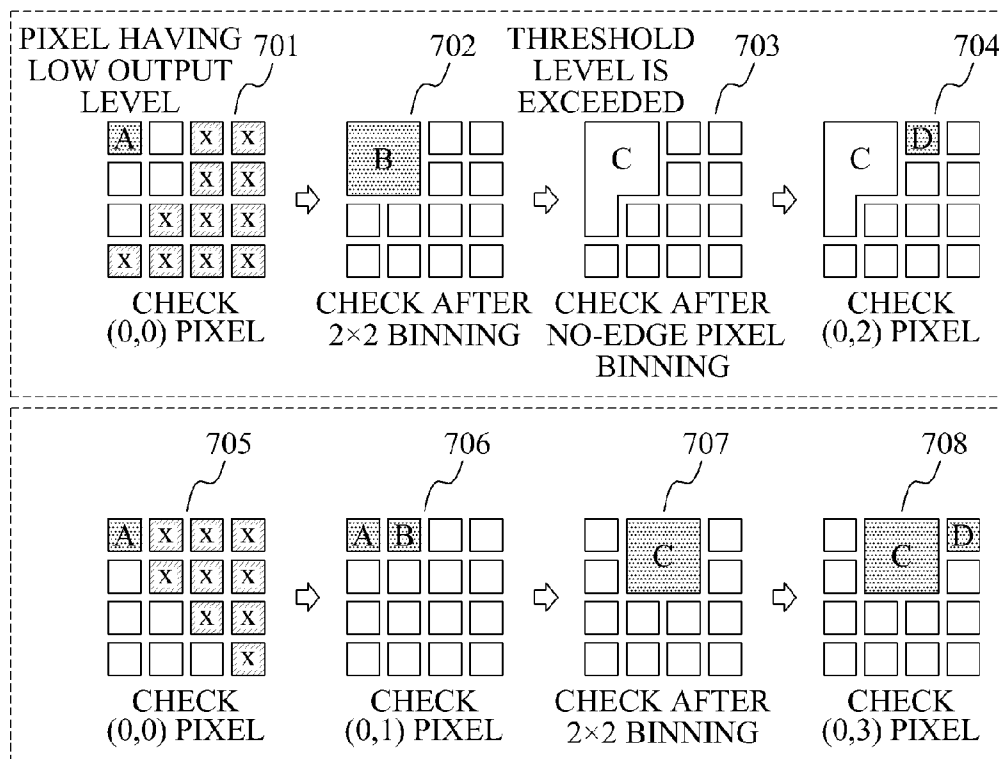 PIXEL HAVING LOW OUTPUT LEVEL
701
702
THRESHOLD LEVEL IS EXCEEDED
703
704
A X X
X X
X X X
X X X X
B
C
C D
CHECK
(0,0) PIXEL
CHECK AFTER
2×2 BINNING
CHECK AFTER
NO-EDGE PIXEL
BINNING
CHECK
(0,2) PIXEL
705
706
707
708
A X X X
X X X
X X
X
A B
C
C D
CHECK
(0,0) PIXEL
CHECK
(0,1) PIXEL
CHECK AFTER
2×2 BINNING
CHECK
(0,3) PIXEL